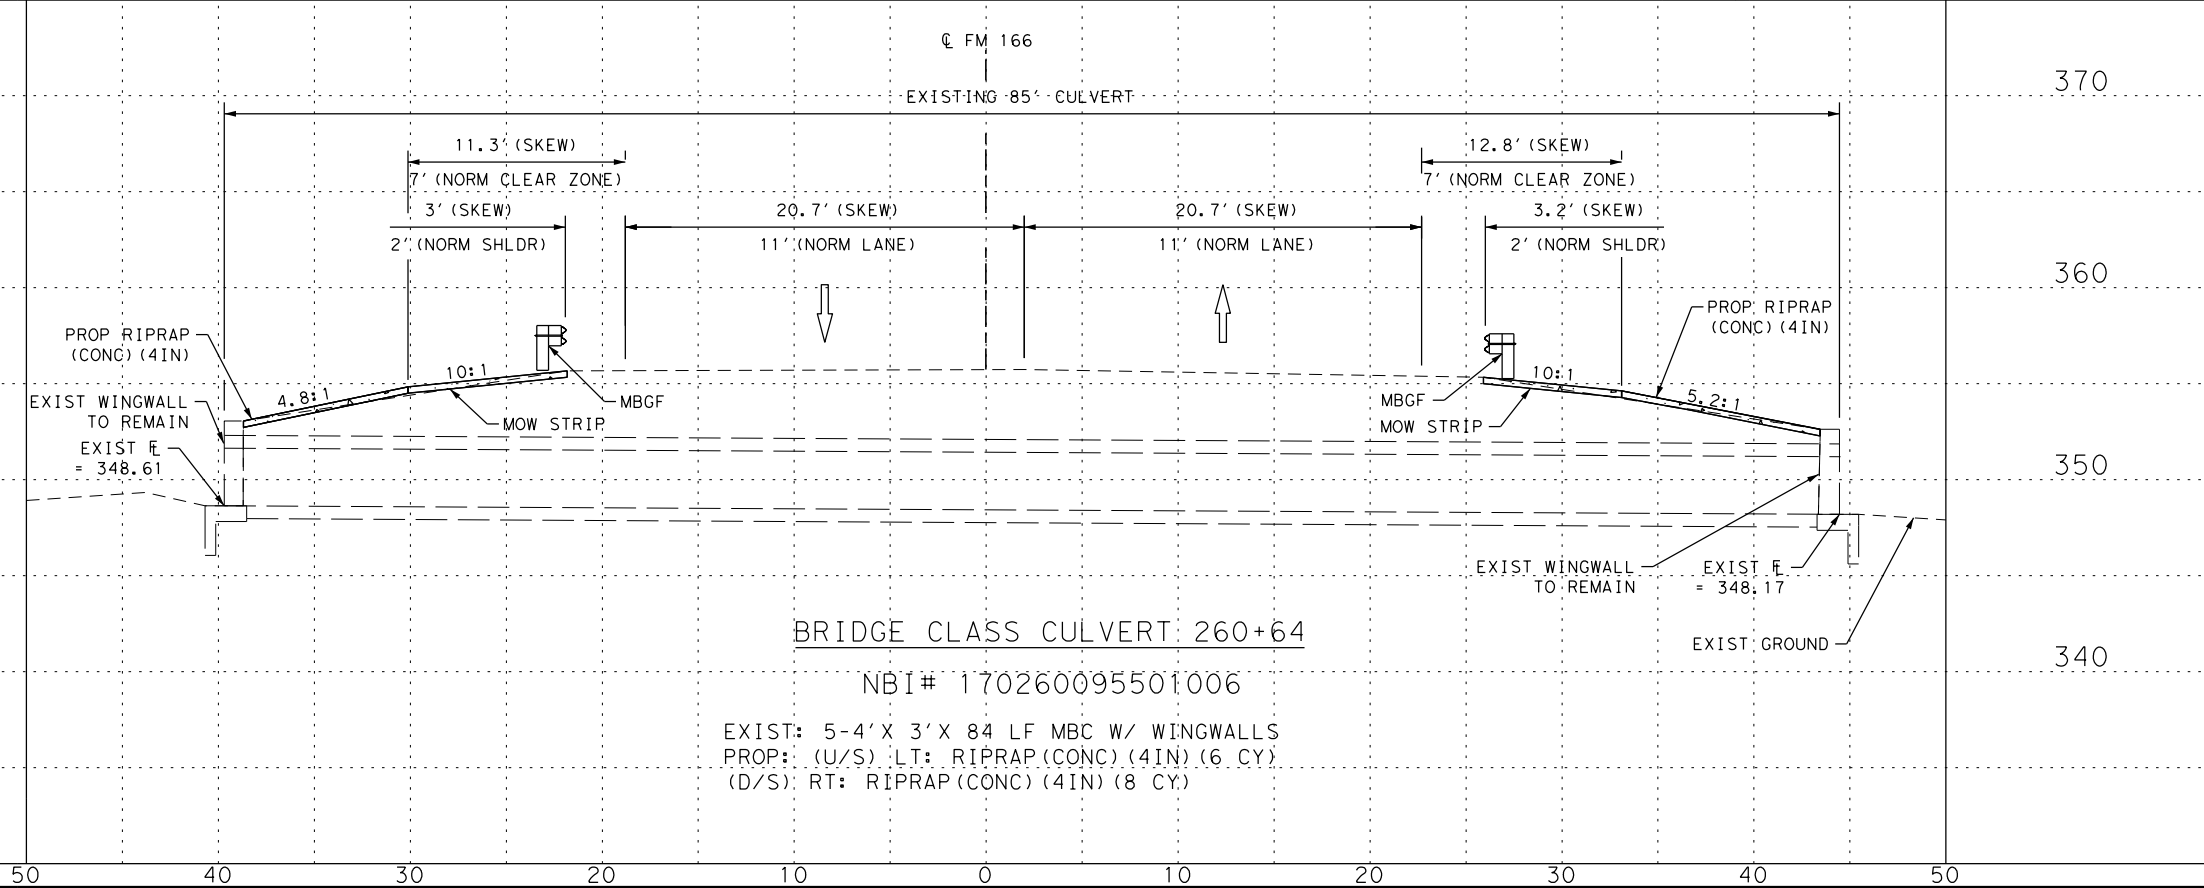 ℄ FM 166
370
EXISTING 85' CULVERT
11.3' (SKEW)
12.8' (SKEW)
7' (NORM CLEAR ZONE)
7' (NORM CLEAR ZONE)
3' (SKEW)
20.7' (SKEW)
20.7' (SKEW)
3.2' (SKEW)
2' (NORM SHLDR)
11' (NORM LANE)
11' (NORM LANE)
2' (NORM SHLDR)
360
PROP RIPRAP
(CONC) (4IN)
PROP RIPRAP
(CONC) (4IN)
10:1
10:1
4.8:1
5.2:1
EXIST WINGWALL
TO REMAIN
MBGF
MOW STRIP
MBGF
MOW STRIP
EXIST FL
= 348.61
350
EXIST WINGWALL
TO REMAIN
EXIST FL
= 348.17
EXIST GROUND
340
BRIDGE CLASS CULVERT 260+64
NBI# 170260095501006
EXIST: 5-4' X 3' X 84 LF MBC W/ WINGWALLS
PROP: (U/S) LT: RIPRAP (CONC) (4IN) (6 CY)
(D/S) RT: RIPRAP (CONC) (4IN) (8 CY)
50 40 30 20 10 0 10 20 30 40 50